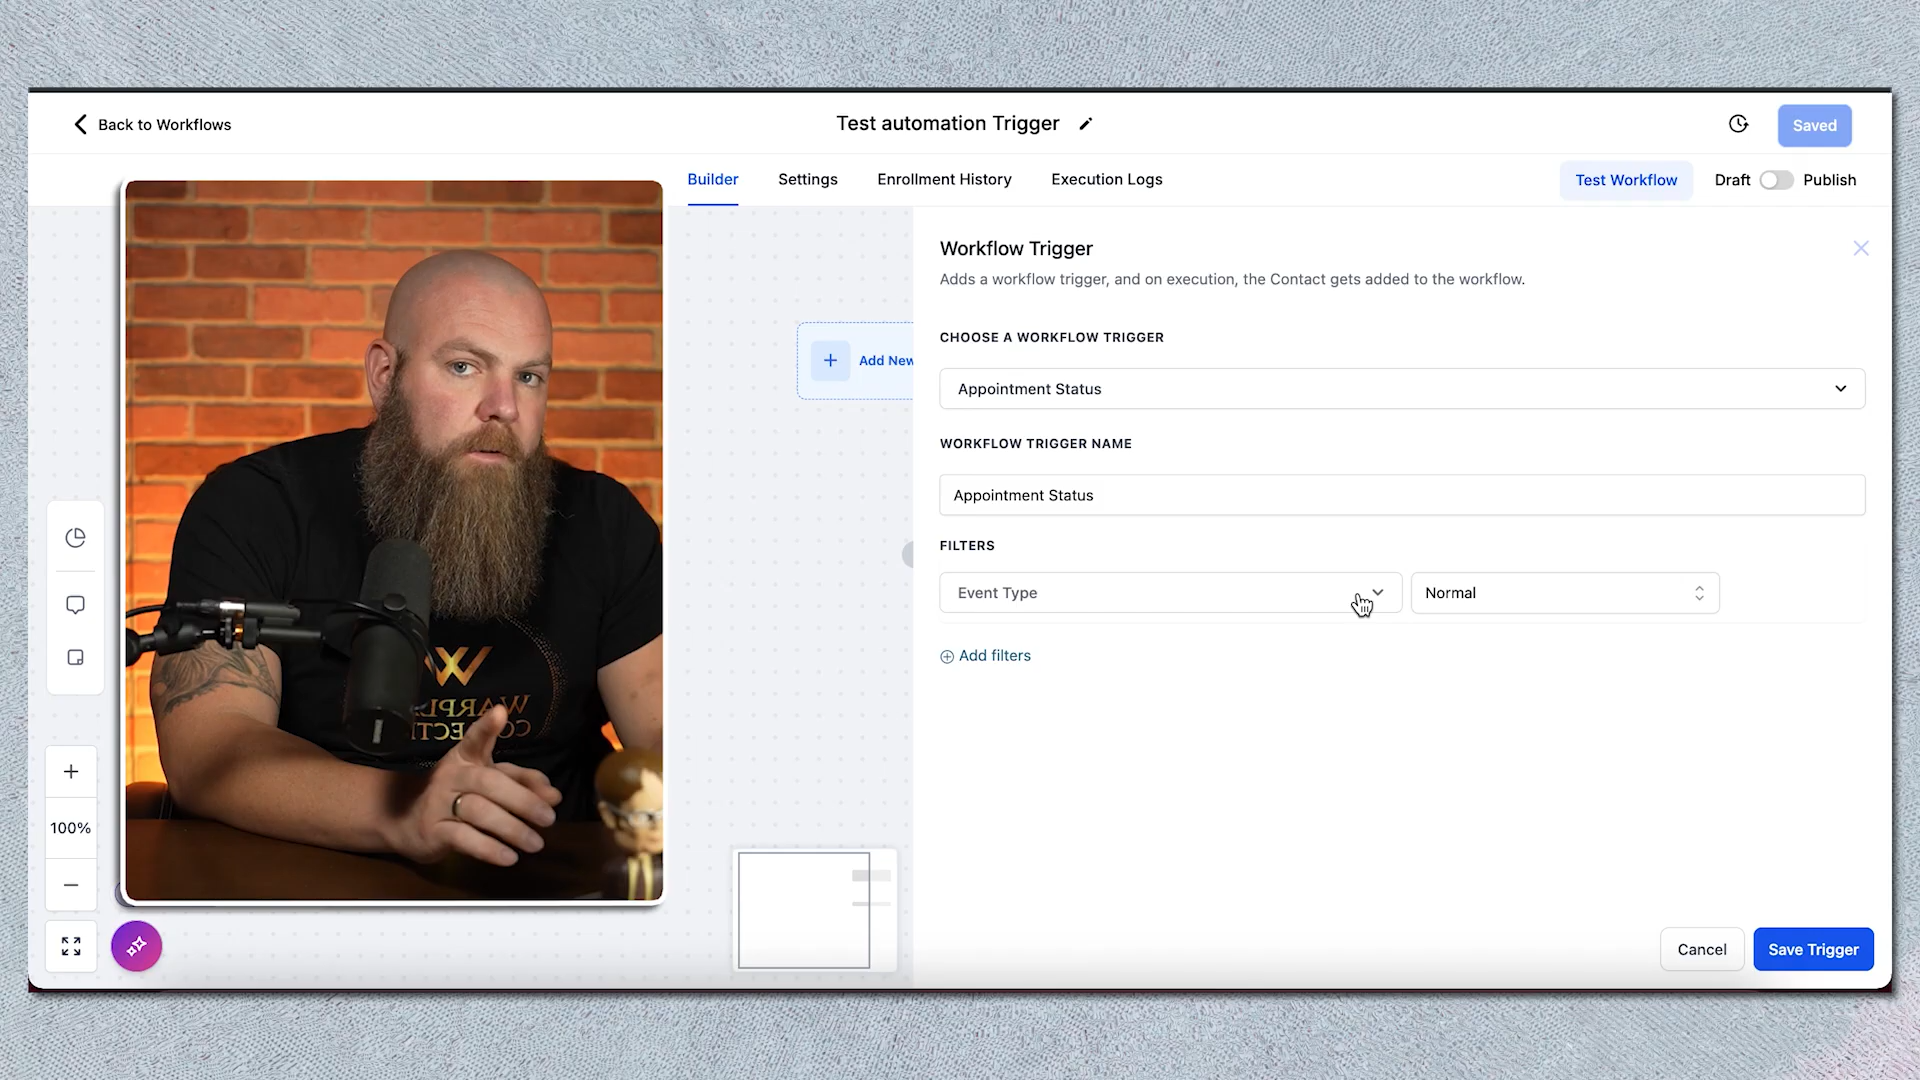 Back to Workflows
Test automation Trigger
Saved
Builder
Settings
Enrollment History
Execution Logs
Test Workflow
Draft
Publish
Workflow Trigger
Adds a workflow trigger, and on execution, the Contact gets added to the workflow.
CHOOSE A WORKFLOW TRIGGER
Add New
Appointment Status
WORKFLOW TRIGGER NAME
Appointment Status
FILTERS
Event Type
Normal
Add filters
100%
Cancel
Save Trigger